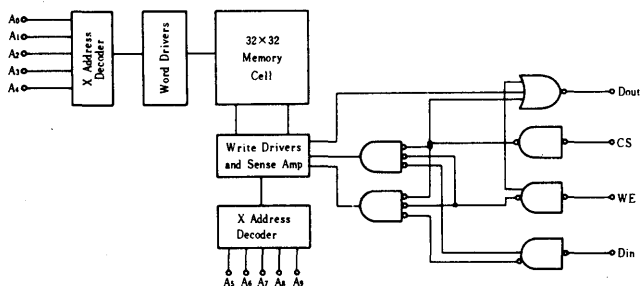 A0
A1
A2
A3
A4
X Address
Decoder
Word Drivers
32×32
Memory
Cell
Write Drivers
and Sense Amp
X Address
Decoder
A5 A6 A7 A8 A9
Dout
CS
WE
Din